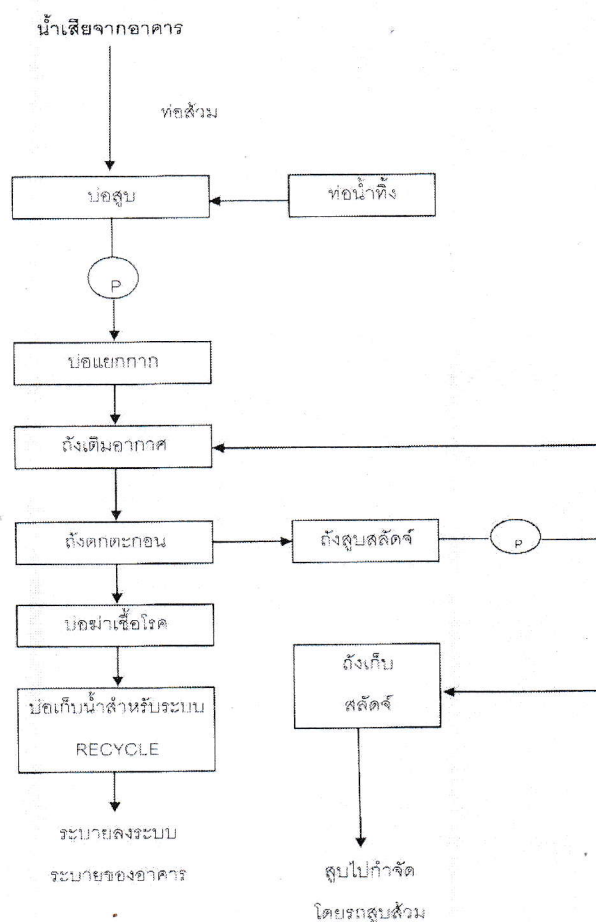 น้ำเสียจากอาคาร
ท่อส้วม
บ่อสูบ
ท่อน้ำทิ้ง
P
บ่อแยกกาก
ถังเติมอากาศ
ถังตกตะกอน
ถังสูบสลัดจ์
P
บ่อฆ่าเชื้อโรค
ถังเก็บ
สลัดจ์
บ่อเก็บน้ำสำหรับระบบ
RECYCLE
ระบายลงระบบ
ระบายของอาคาร
สูบไปกำจัด
โดยรถสูบส้วม